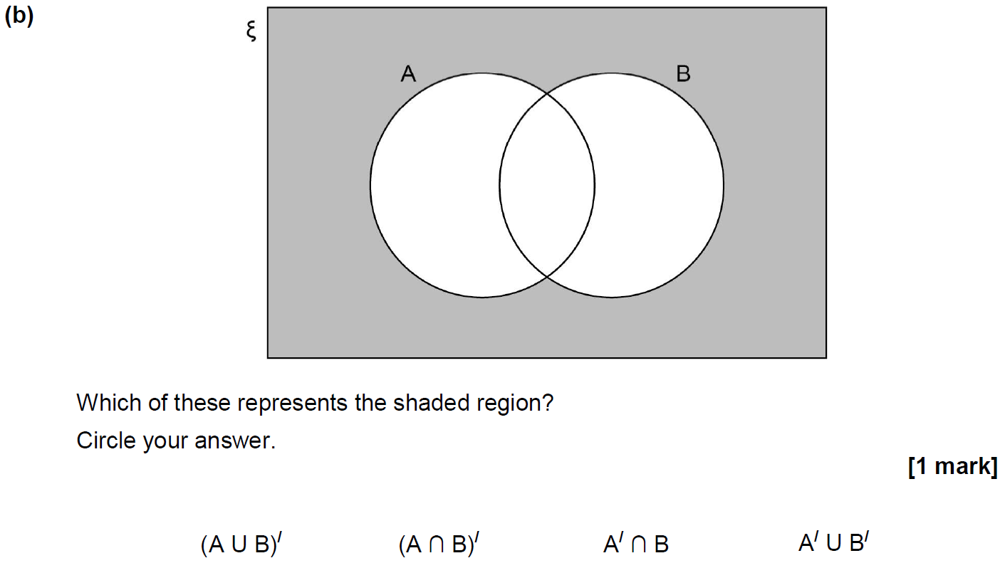 (b)
ξ
A B
Which of these represents the shaded region?
Circle your answer.
[1 mark]
(A ∪ B)′ (A ∩ B)′ A′ ∩ B A′ ∪ B′